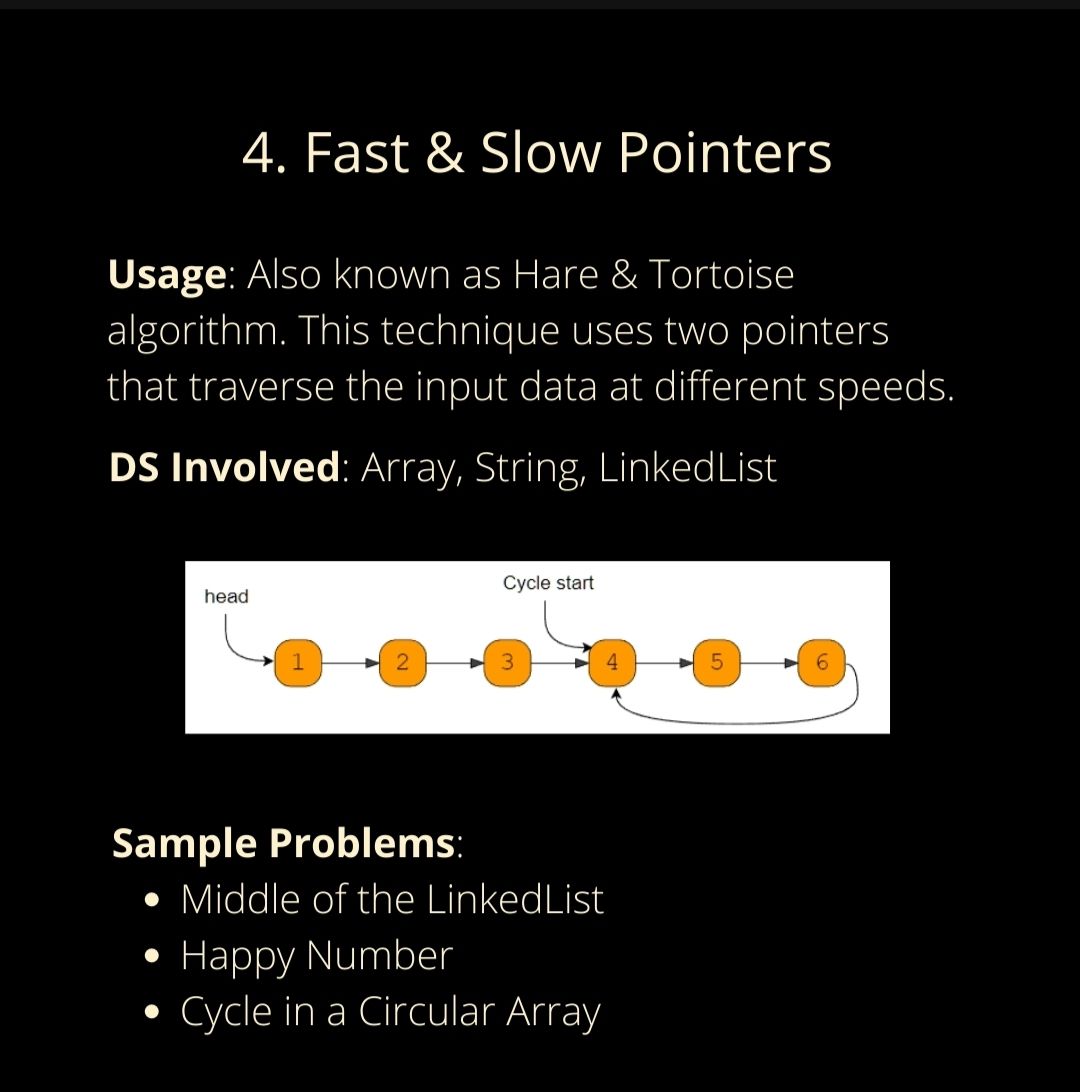 4. Fast & Slow Pointers
Usage: Also known as Hare & Tortoise
algorithm. This technique uses two pointers
that traverse the input data at different speeds.
DS Involved: Array, String, LinkedList
Cycle start
head
1 2 3 4 5 6
Sample Problems:
• Middle of the LinkedList
• Happy Number
• Cycle in a Circular Array